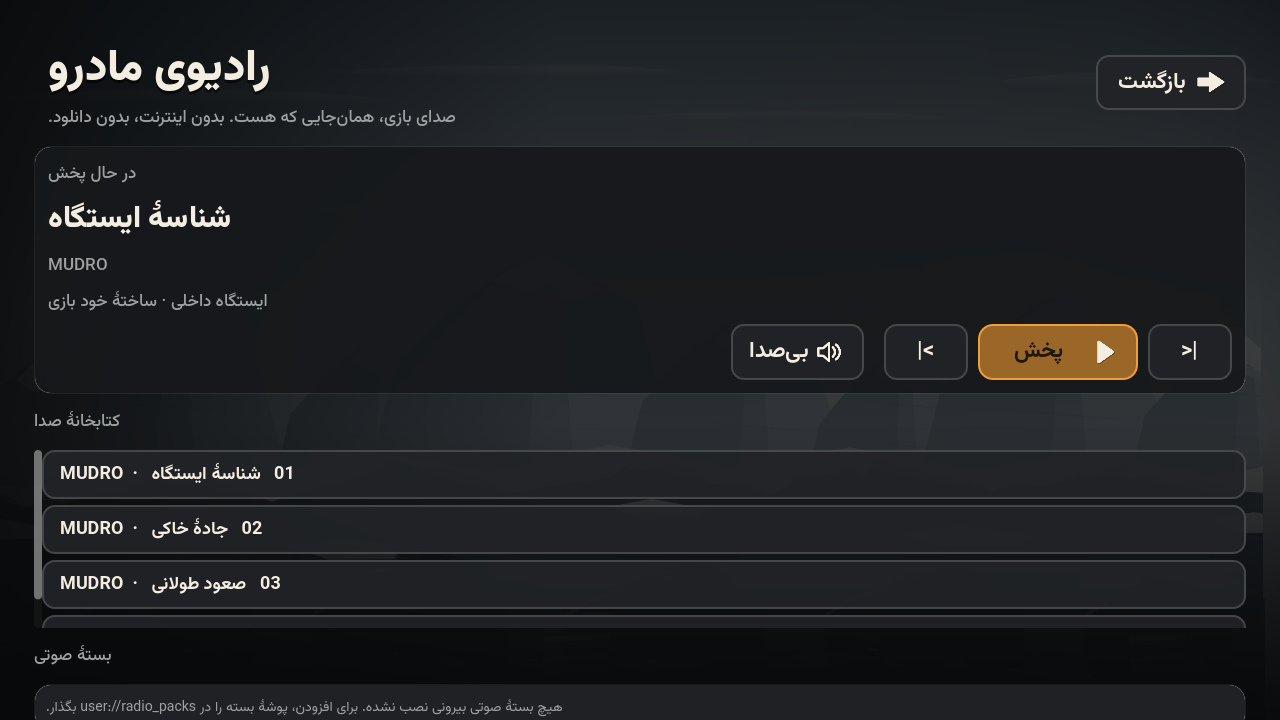 رادیوی مادرو
بازگشت
صدای بازی، همان‌جایی که هست. بدون اینترنت، بدون دانلود.
در حال پخش
شناسهٔ ایستگاه
MUDRO
ایستگاه داخلی · ساختهٔ خود بازی
>|
پخش
|<
بی‌صدا
کتابخانهٔ صدا
01 شناسهٔ ایستگاه · MUDRO
02 جادهٔ خاکی · MUDRO
03 صعود طولانی · MUDRO
بستهٔ صوتی
هیچ بستهٔ صوتی بیرونی نصب نشده. برای افزودن، پوشهٔ بسته را در user://radio_packs بگذار.